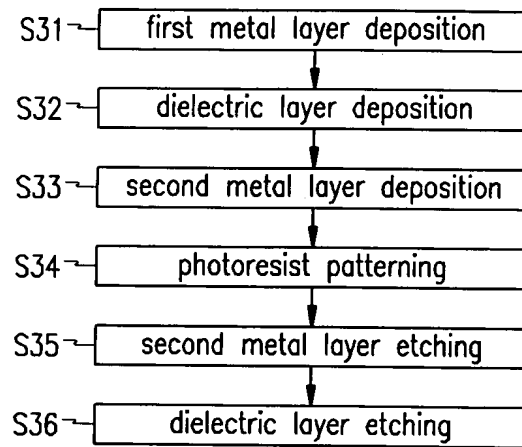 S31 first metal layer deposition
S32 dielectric layer deposition
S33 second metal layer deposition
S34 photoresist patterning
S35 second metal layer etching
S36 dielectric layer etching